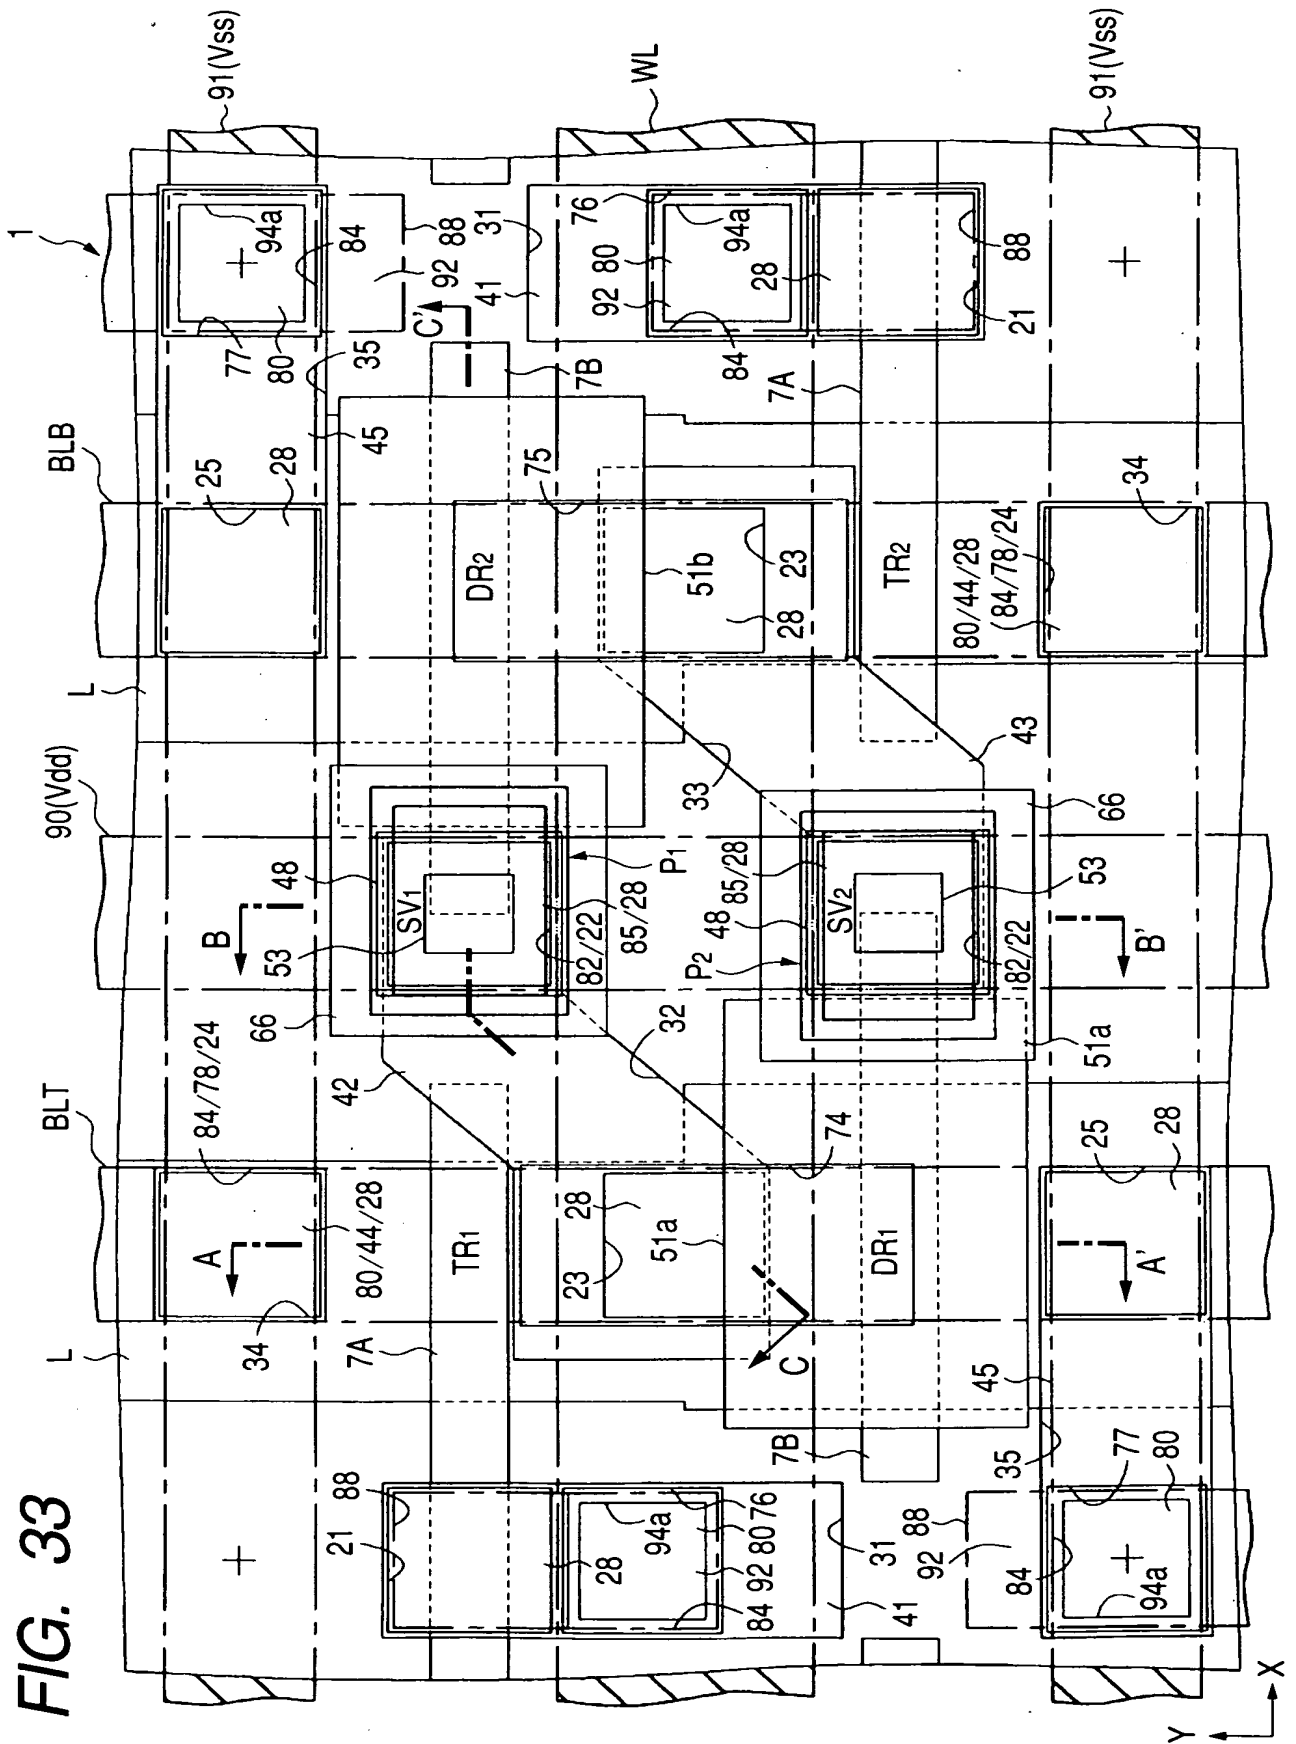 FIG. 33
1
91(Vss)
WL
91(Vss)
94a
84
88
92
77
80
35
45
C'
7B
31
41
76
80
92
94a
28
84
88
21
7A
BLB
25
28
75
DR2
51b
23
28
TR2
34
80/44/28
84/78/24
L
90(Vdd)
33
43
66
48
SV1
53
P1
85/28
82/22
B
66
85/28
48
SV2
53
P2
82/22
B'
32
42
51a
BLT
84/78/24
80/44/28
A
34
TR1
28
23
51a
74
DR1
C
25
28
A'
L
7A
7B
45
35
77
80
88
21
28
94a
76
80
92
84
31
41
88
92
84
94a
Y
X